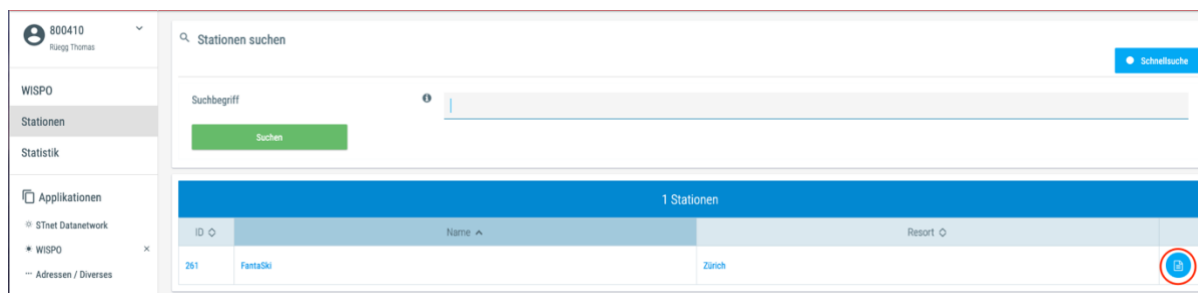 800410
Rüegg Thomas
WISPO
Stationen
Statistik
Applikationen
STnet Datanetwork
WISPO
Adressen / Diverses
Stationen suchen
Schnellsuche
Suchbegriff
Suchen
1 Stationen
ID Name Resort
261 FantaSki Zürich